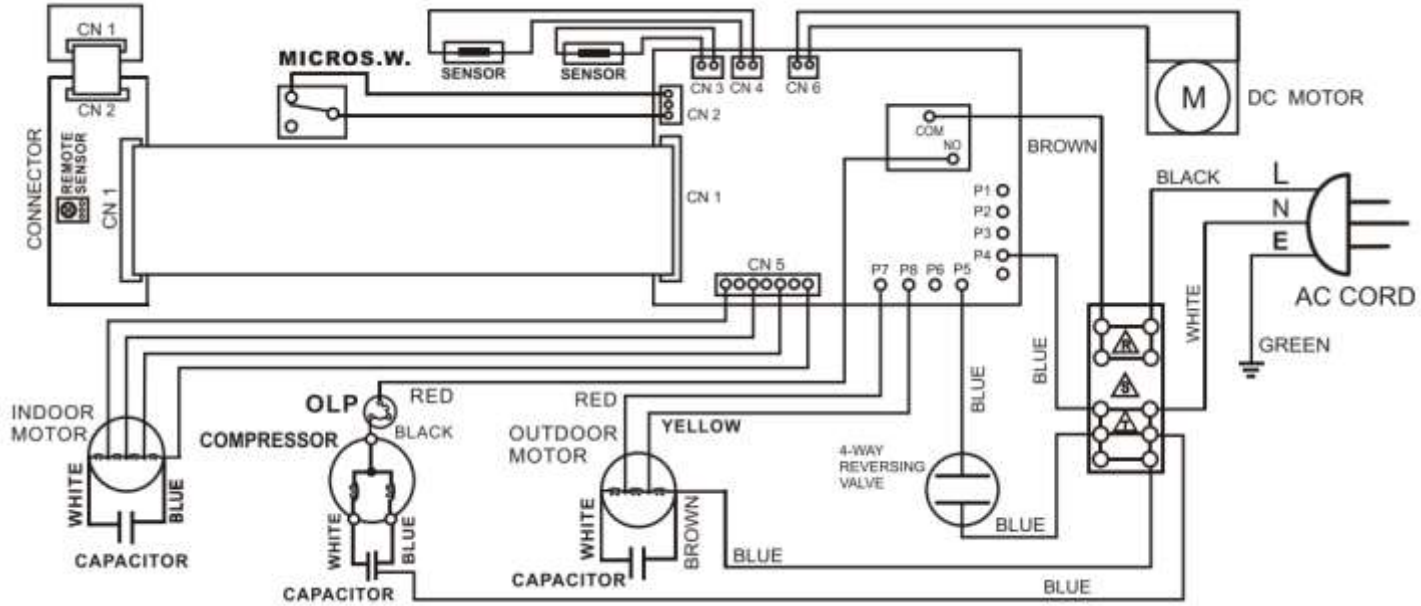 CN 1
CN 2
CONNECTOR
REMOTE
SENSOR
CN 1
MICROS.W.
SENSOR
SENSOR
CN 3
CN 4
CN 6
CN 2
CN 1
CN 5
COM
NO
P1
P2
P3
P4
P7
P8
P6
P5
M
DC MOTOR
BROWN
BLACK
L
N
E
AC CORD
WHITE
GREEN
R
S
T
BLUE
BLUE
INDOOR
MOTOR
WHITE
BLUE
CAPACITOR
OLP
RED
BLACK
COMPRESSOR
WHITE
BLUE
CAPACITOR
RED
YELLOW
OUTDOOR
MOTOR
WHITE
BROWN
CAPACITOR
4-WAY
REVERSING
VALVE
BLUE
BLUE
BLUE